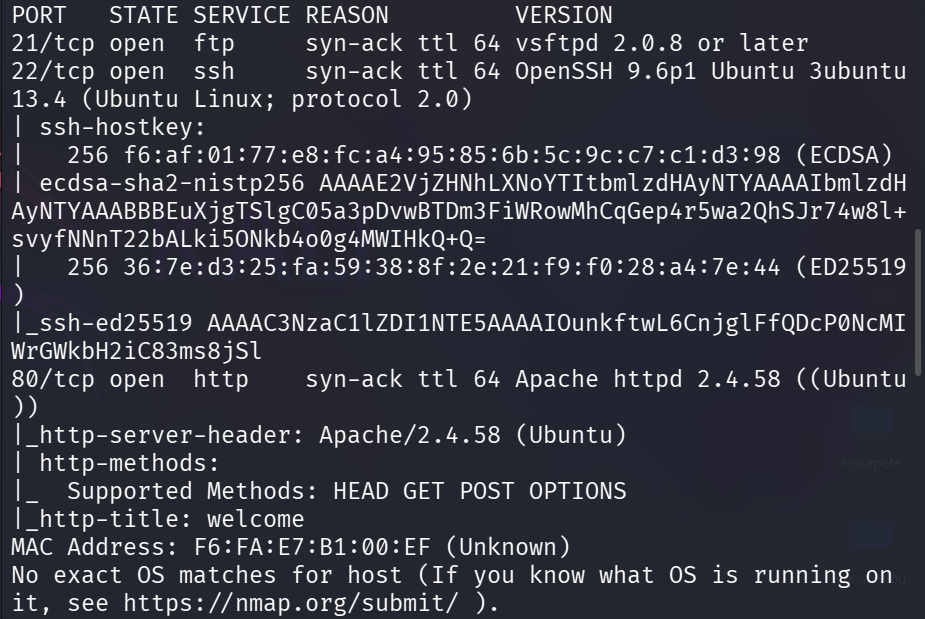 PORT   STATE SERVICE REASON         VERSION
21/tcp open  ftp     syn-ack ttl 64 vsftpd 2.0.8 or later
22/tcp open  ssh     syn-ack ttl 64 OpenSSH 9.6p1 Ubuntu 3ubuntu
13.4 (Ubuntu Linux; protocol 2.0)
| ssh-hostkey:
|   256 f6:af:01:77:e8:fc:a4:95:85:6b:5c:9c:c7:c1:d3:98 (ECDSA)
| ecdsa-sha2-nistp256 AAAAE2VjZHNhLXNoYTItbmlzdHAyNTYAAAAIbmlzdH
AyNTYAAABBBEuXjgTSlgC05a3pDvwBTDm3FiWRowMhCqGep4r5wa2QhSJr74w8l+
svyfNNnT22bALki5ONkb4o0g4MWIHkQ+Q=
|   256 36:7e:d3:25:fa:59:38:8f:2e:21:f9:f0:28:a4:7e:44 (ED25519
)
|_ssh-ed25519 AAAAC3NzaC1lZDI1NTE5AAAAIOunkftwL6CnjglFfQDcP0NcMI
WrGWkbH2iC83ms8jSl
80/tcp open  http    syn-ack ttl 64 Apache httpd 2.4.58 ((Ubuntu
))
|_http-server-header: Apache/2.4.58 (Ubuntu)
| http-methods:
|_  Supported Methods: HEAD GET POST OPTIONS
|_http-title: welcome
MAC Address: F6:FA:E7:B1:00:EF (Unknown)
No exact OS matches for host (If you know what OS is running on
it, see https://nmap.org/submit/ ).
ejotapete